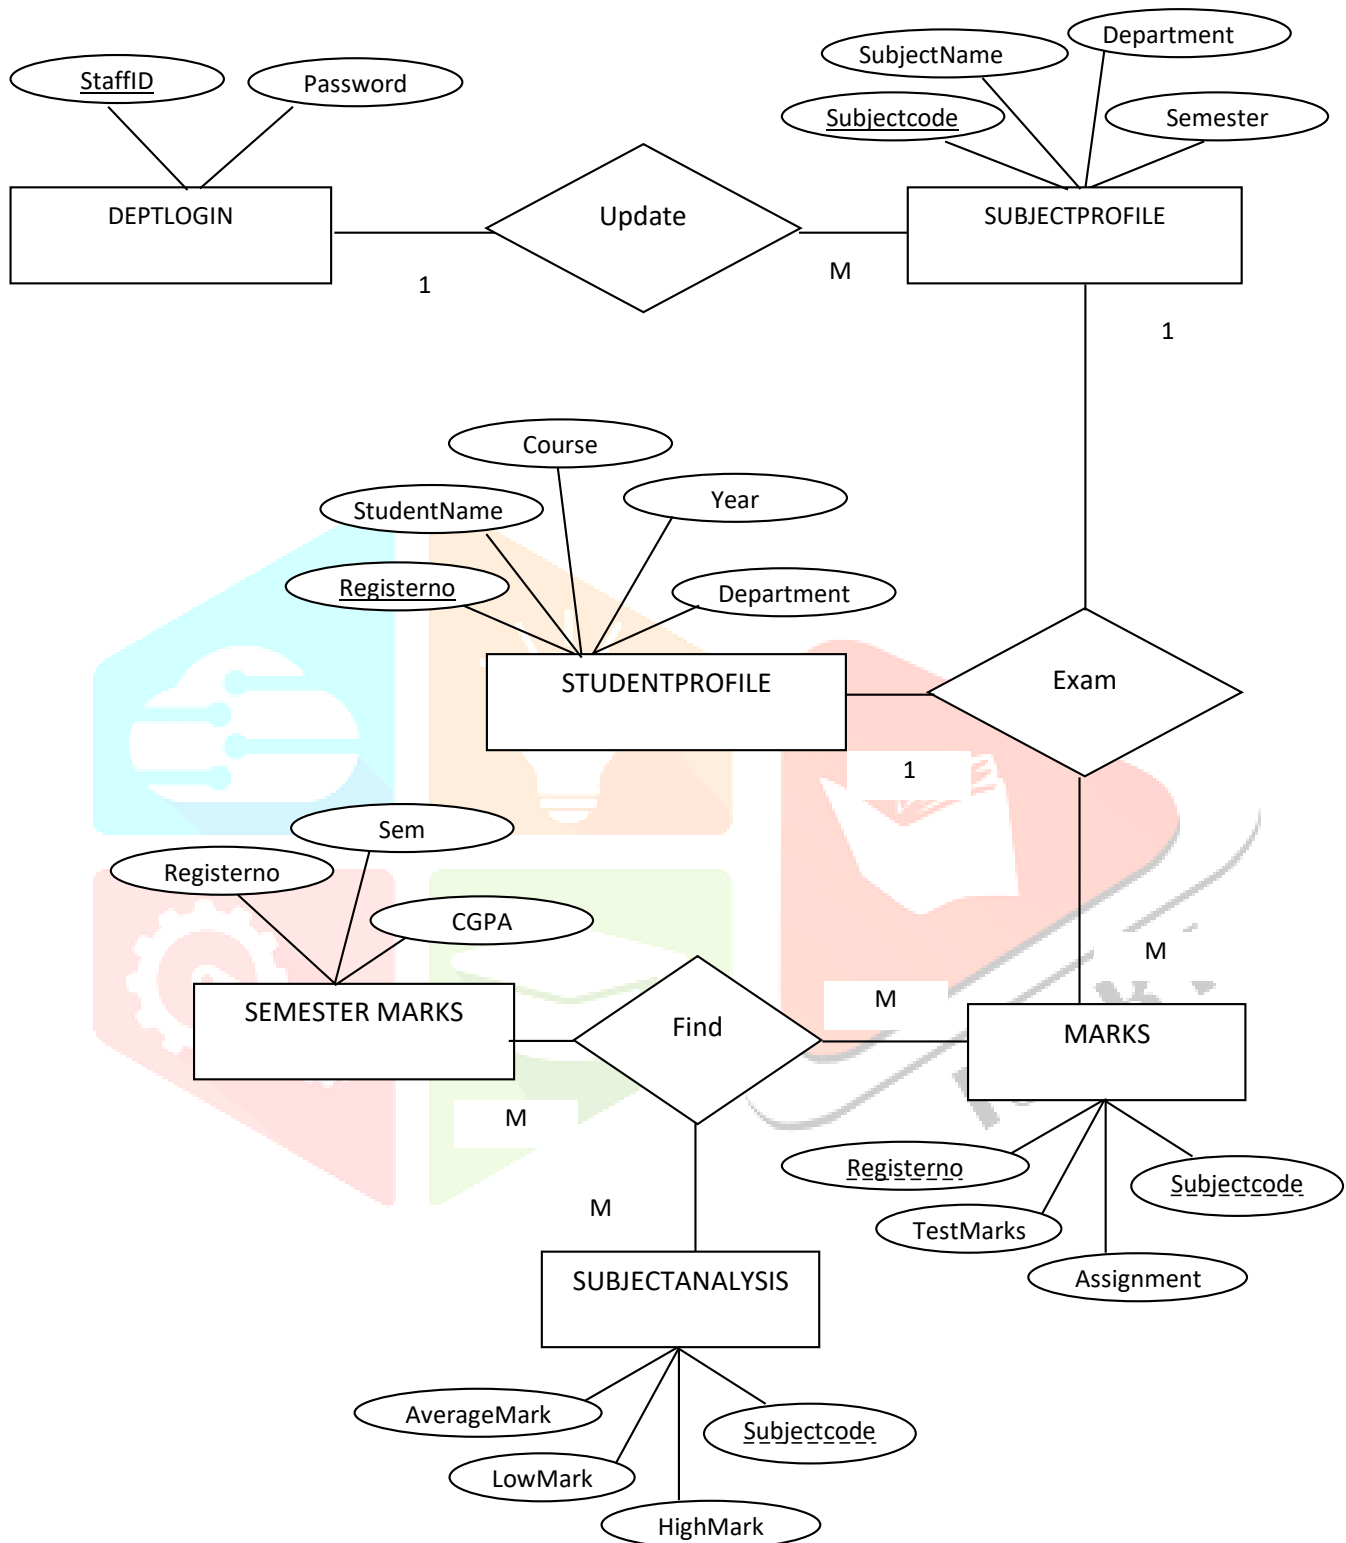 Department
SubjectName
StaffID
Password
Subjectcode
Semester
DEPTLOGIN
Update
SUBJECTPROFILE
1
M
1
Course
Year
StudentName
Registerno
Department
STUDENTPROFILE
Exam
1
Sem
Registerno
CGPA
M
M
SEMESTER MARKS
Find
MARKS
M
Registerno
Subjectcode
M
TestMarks
Assignment
SUBJECTANALYSIS
AverageMark
Subjectcode
LowMark
HighMark